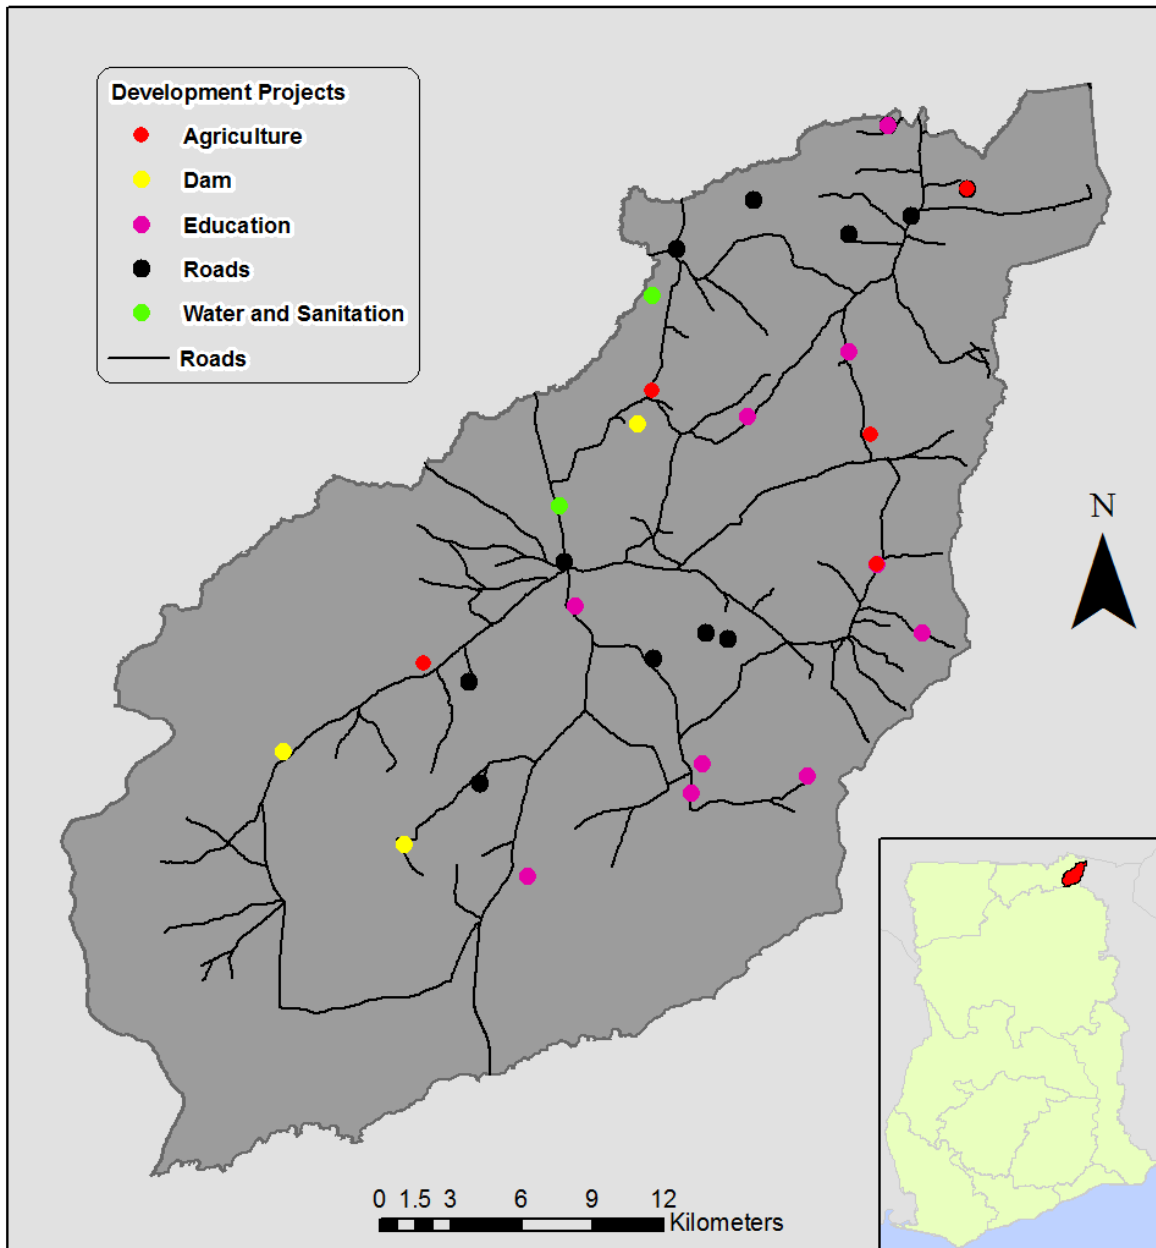 Development Projects
Agriculture
Dam
Education
Roads
Water and Sanitation
Roads
N
0 1.5 3 6 9 12
Kilometers